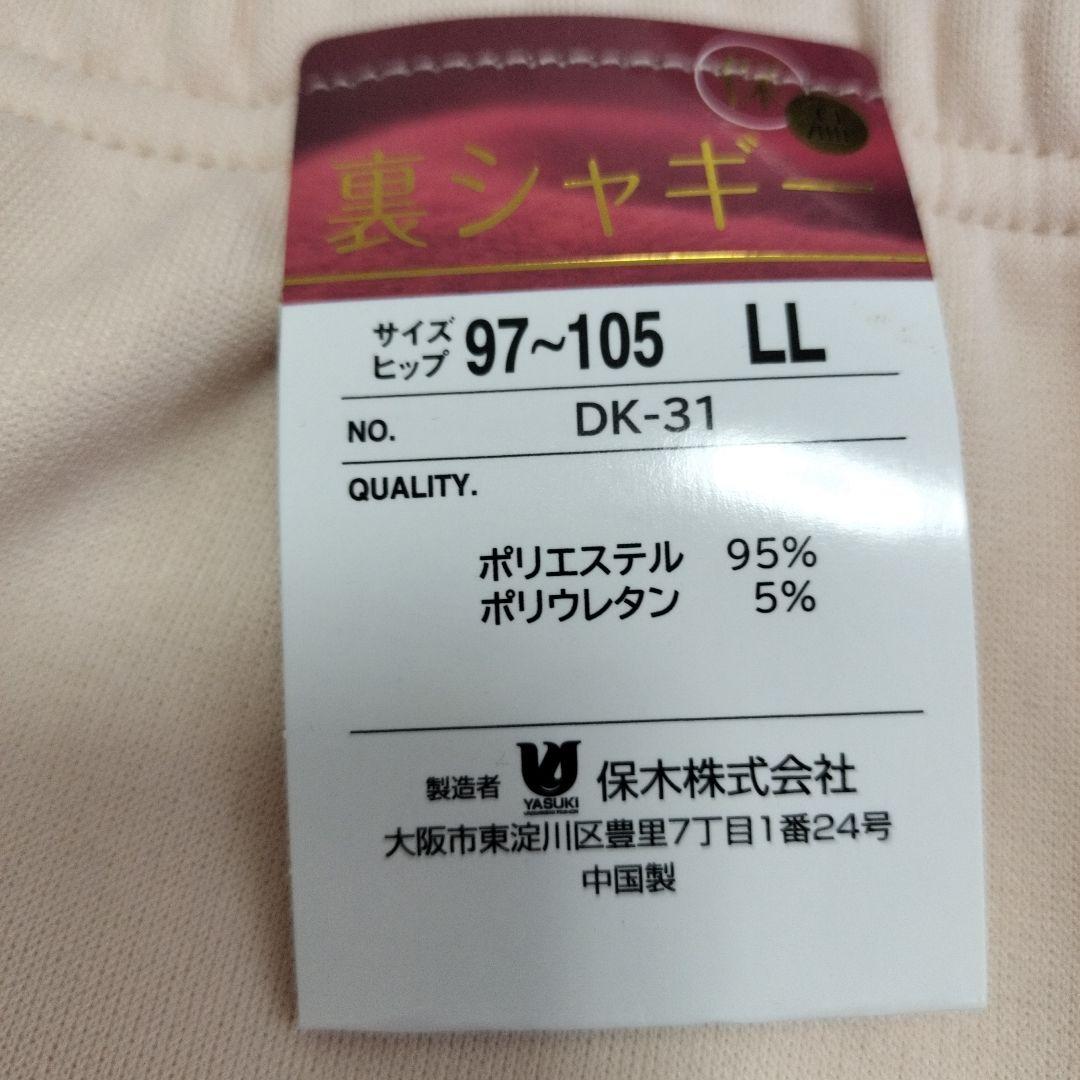 裏シャギー
サイズ
ヒップ 97~105 LL
NO. DK-31
QUALITY.
ポリエステル 95%
ポリウレタン 5%
製造者 YASUKI 保木株式会社
大阪市東淀川区豊里7丁目1番24号
中国製